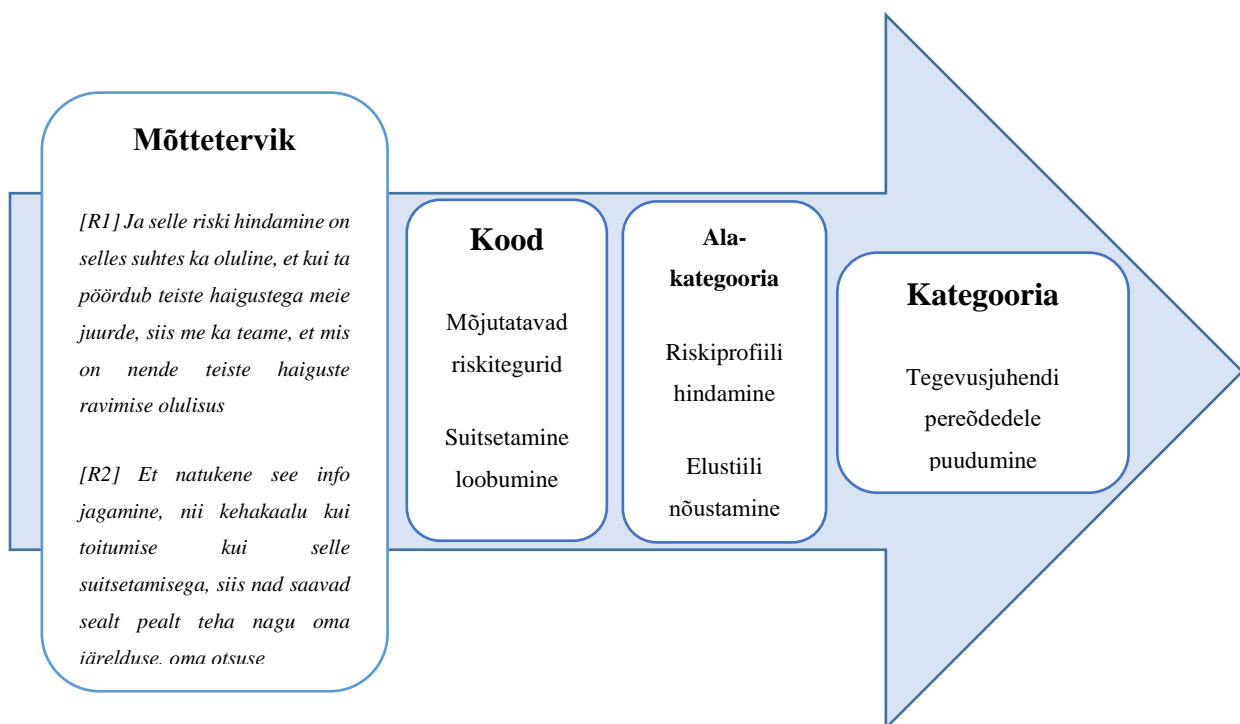 Mõttetervik
[R1] Ja selle riski hindamine on
selles suhtes ka oluline, et kui ta
pöördub teiste haigustega meie
juurde, siis me ka teame, et mis
on nende teiste haiguste
ravimise olulisus
[R2] Et natukene see info
jagamine, nii kehakaalu kui
toitumise kui selle
suitsetamisega, siis nad saavad
sealt pealt teha nagu oma
järelduse, oma otsuse
Kood
Mõjutatavad
riskitegurid
Suitsetamine
loobumine
Ala-
kategooria
Riskiprofiili
hindamine
Elustiili
nõustamine
Kategooria
Tegevusjuhendi
pereõdedele
puudumine